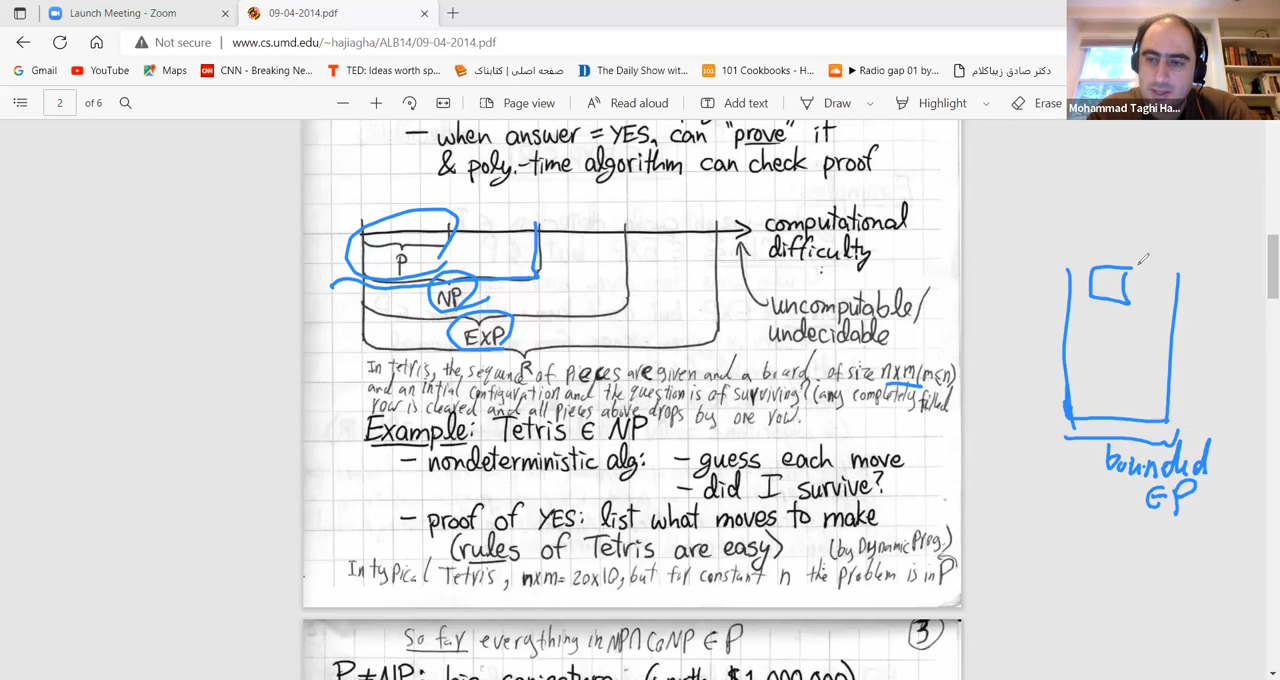 Launch Meeting - Zoom
09-04-2014.pdf
Not secure
www.cs.umd.edu/~hajiagha/ALB14/09-04-2014.pdf
Gmail
YouTube
Maps
CNN - Breaking Ne...
TED: Ideas worth sp...
صفحه اصلی | کتابناک
The Daily Show wit...
101 Cookbooks - H...
Radio gap 01 by...
دکتر صادق زیباکلام
2 of 6
Page view
Read aloud
Add text
Draw
Highlight
Erase
Mohammad Taghi Ha...
— when answer = YES, can "prove" it
& poly.-time algorithm can check proof
computational
difficulty
P
NP
uncomputable/
undecidable
EXP
R
In tetris, the sequence of pieces are given and a board of size nxm (m≤n)
and an initial configuration and the question is of surviving? (any completely filled
row is cleared and all pieces above drops by one row.
Example: Tetris ∈ NP
— nondeterministic alg: — guess each move
— did I survive?
— proof of YES: list what moves to make
(rules of Tetris are easy) (by Dynamic Prog.)
In typical Tetris, nxm= 20x10, but for constant n the problem is in P
bounded
∈ P
So far everything in NP∩CoNP ∈ P
3